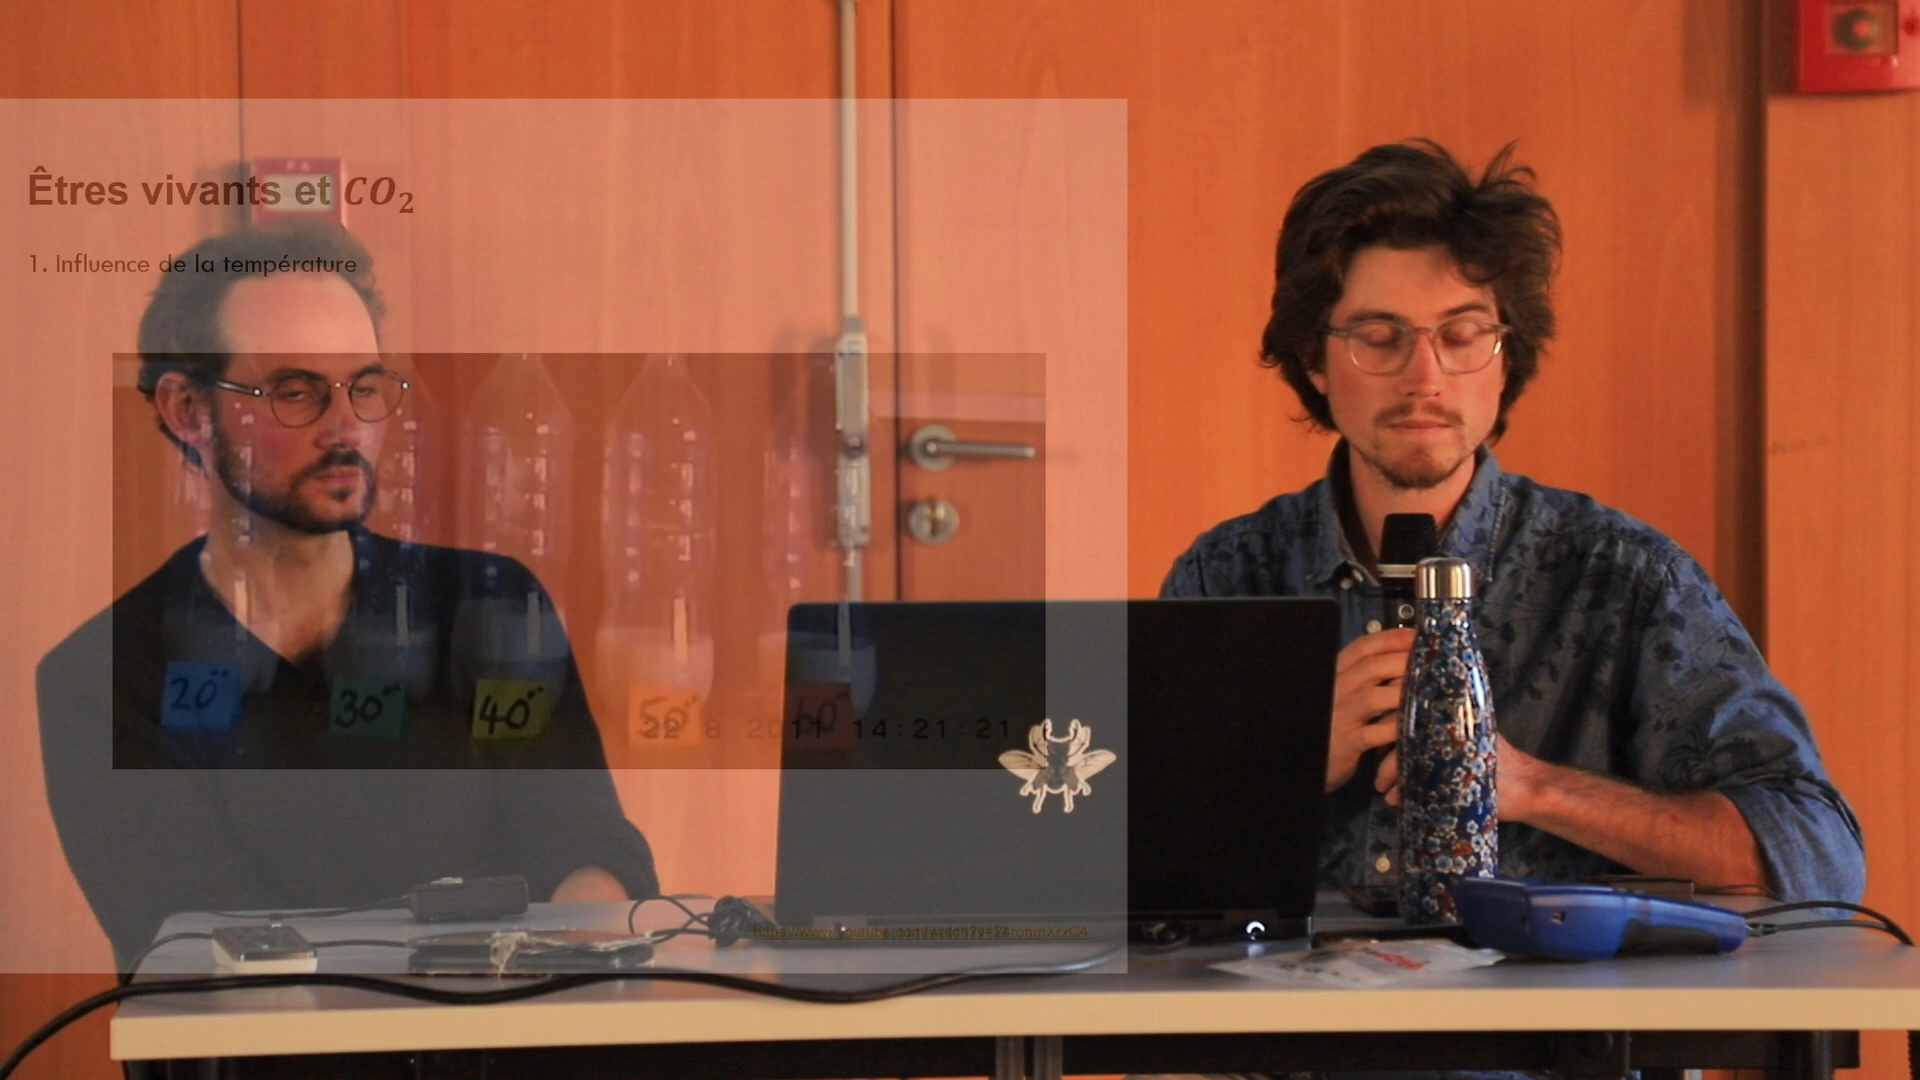 Êtres vivants et CO₂
1. Influence de la température
20°
30°
40°
50°
60°
22 8 2011 14:21:21